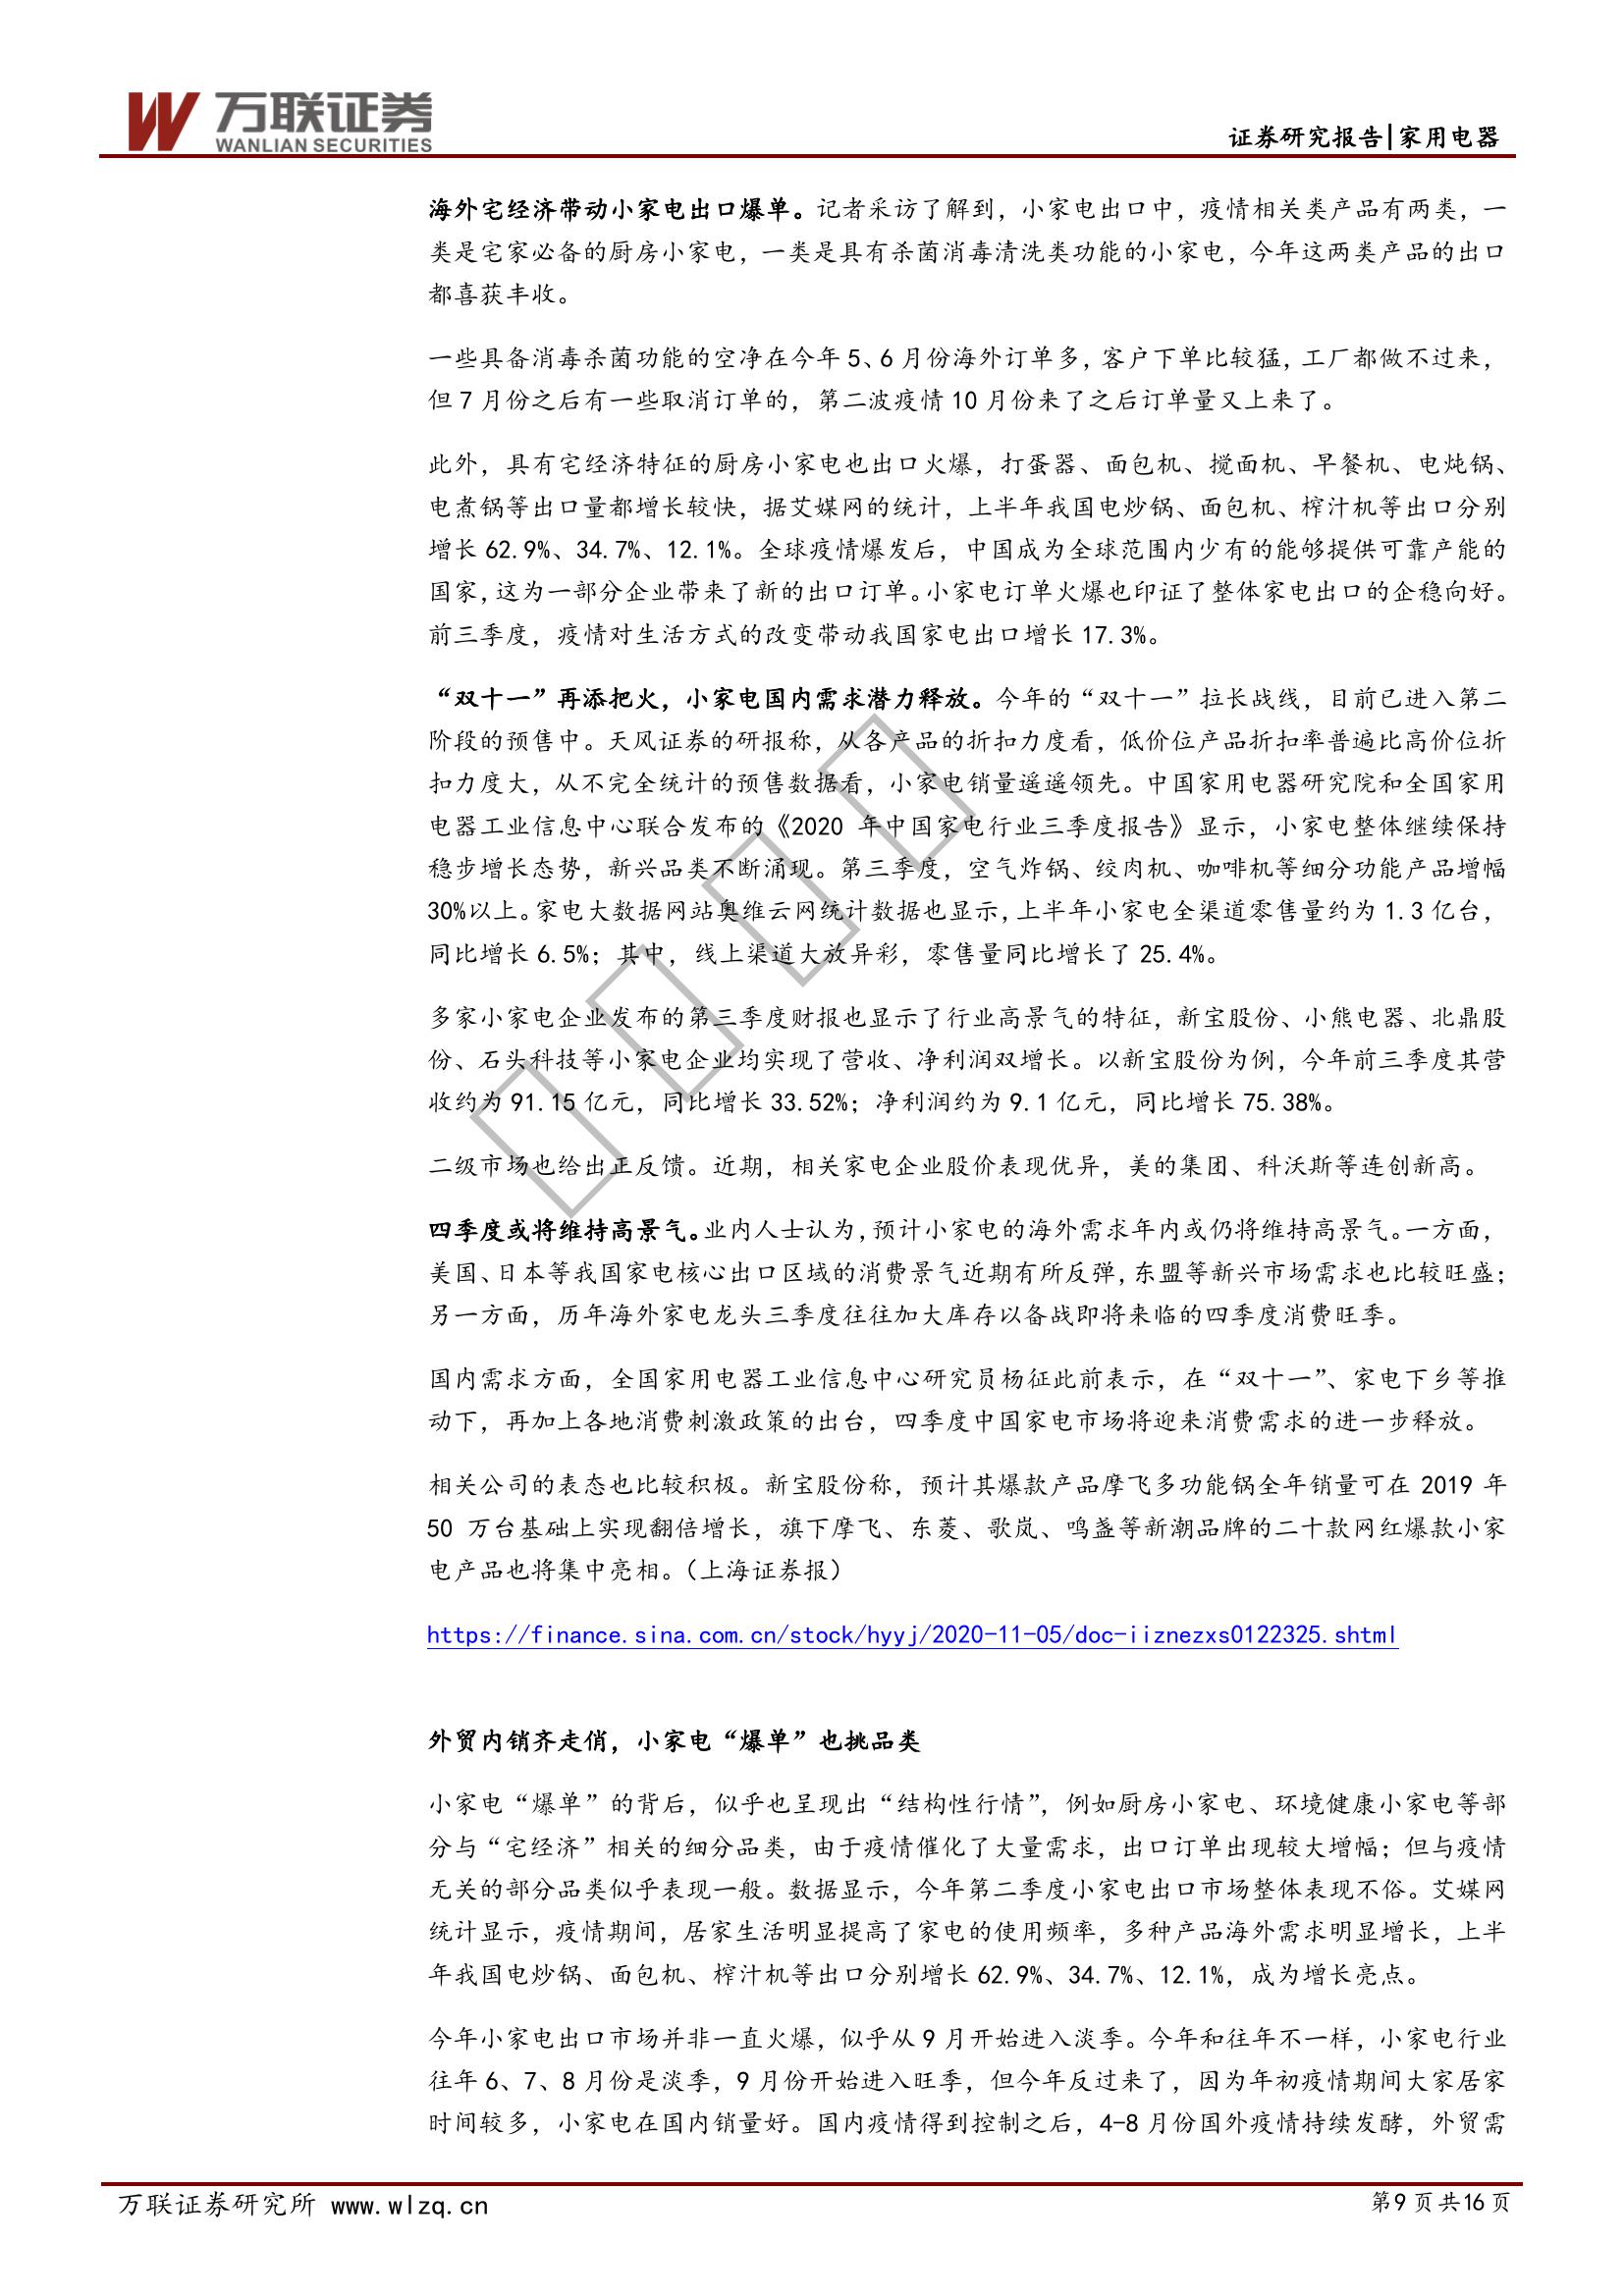 万联证券
WANLIAN SECURITIES
证券研究报告|家用电器
海外宅经济带动小家电出口爆单。记者采访了解到，小家电出口中，疫情相关类产品有两类，一
类是宅家必备的厨房小家电，一类是具有杀菌消毒清洗类功能的小家电，今年这两类产品的出口
都喜获丰收。
一些具备消毒杀菌功能的空净在今年 5、6 月份海外订单多，客户下单比较猛，工厂都做不过来，
但 7 月份之后有一些取消订单的，第二波疫情 10 月份来了之后订单量又上来了。
此外，具有宅经济特征的厨房小家电也出口火爆，打蛋器、面包机、搅面机、早餐机、电炖锅、
电煮锅等出口量都增长较快，据艾媒网的统计，上半年我国电炒锅、面包机、榨汁机等出口分别
增长 62.9%、34.7%、12.1%。全球疫情爆发后，中国成为全球范围内少有的能够提供可靠产能的
国家，这为一部分企业带来了新的出口订单。小家电订单火爆也印证了整体家电出口的企稳向好。
前三季度，疫情对生活方式的改变带动我国家电出口增长 17.3%。
“双十一”再添把火，小家电国内需求潜力释放。今年的“双十一”拉长战线，目前已进入第二
阶段的预售中。天风证券的研报称，从各产品的折扣力度看，低价位产品折扣率普遍比高价位折
扣力度大，从不完全统计的预售数据看，小家电销量遥遥领先。中国家用电器研究院和全国家用
电器工业信息中心联合发布的《2020 年中国家电行业三季度报告》显示，小家电整体继续保持
稳步增长态势，新兴品类不断涌现。第三季度，空气炸锅、绞肉机、咖啡机等细分功能产品增幅
30%以上。家电大数据网站奥维云网统计数据也显示，上半年小家电全渠道零售量约为 1.3 亿台，
同比增长 6.5%；其中，线上渠道大放异彩，零售量同比增长了 25.4%。
多家小家电企业发布的第三季度财报也显示了行业高景气的特征，新宝股份、小熊电器、北鼎股
份、石头科技等小家电企业均实现了营收、净利润双增长。以新宝股份为例，今年前三季度其营
收约为 91.15 亿元，同比增长 33.52%；净利润约为 9.1 亿元，同比增长 75.38%。
二级市场也给出正反馈。近期，相关家电企业股价表现优异，美的集团、科沃斯等连创新高。
四季度或将维持高景气。业内人士认为，预计小家电的海外需求年内或仍将维持高景气。一方面，
美国、日本等我国家电核心出口区域的消费景气近期有所反弹，东盟等新兴市场需求也比较旺盛；
另一方面，历年海外家电龙头三季度往往加大库存以备战即将来临的四季度消费旺季。
国内需求方面，全国家用电器工业信息中心研究员杨征此前表示，在“双十一”、家电下乡等推
动下，再加上各地消费刺激政策的出台，四季度中国家电市场将迎来消费需求的进一步释放。
相关公司的表态也比较积极。新宝股份称，预计其爆款产品摩飞多功能锅全年销量可在 2019 年
50 万台基础上实现翻倍增长，旗下摩飞、东菱、歌岚、鸣盏等新潮品牌的二十款网红爆款小家
电产品也将集中亮相。（上海证券报）
https://finance.sina.com.cn/stock/hyyj/2020-11-05/doc-iiznezxs0122325.shtml
外贸内销齐走俏，小家电“爆单”也挑品类
小家电“爆单”的背后，似乎也呈现出“结构性行情”，例如厨房小家电、环境健康小家电等部
分与“宅经济”相关的细分品类，由于疫情催化了大量需求，出口订单出现较大增幅；但与疫情
无关的部分品类似乎表现一般。数据显示，今年第二季度小家电出口市场整体表现不俗。艾媒网
统计显示，疫情期间，居家生活明显提高了家电的使用频率，多种产品海外需求明显增长，上半
年我国电炒锅、面包机、榨汁机等出口分别增长 62.9%、34.7%、12.1%，成为增长亮点。
今年小家电出口市场并非一直火爆，似乎从 9 月开始进入淡季。今年和往年不一样，小家电行业
往年 6、7、8 月份是淡季，9 月份开始进入旺季，但今年反过来了，因为年初疫情期间大家居家
时间较多，小家电在国内销量好。国内疫情得到控制之后，4-8 月份国外疫情持续发酵，外贸需
万联证券研究所 www.wlzq.cn
第9页共16页